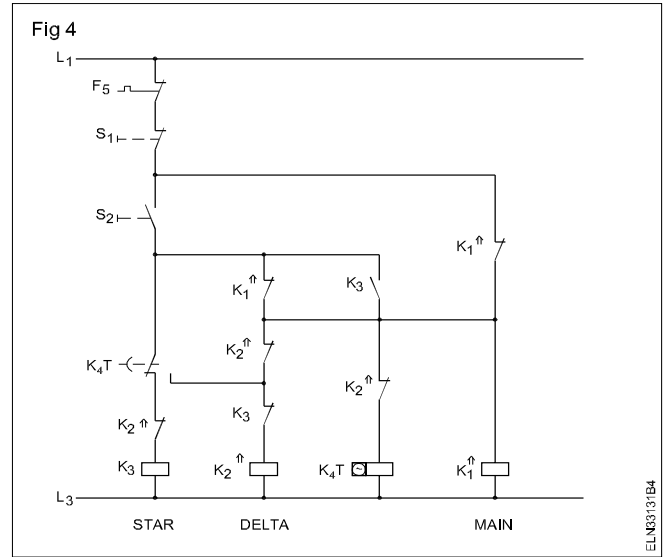 Fig 4
L1
F5
S1
S2
K1
K1
K3
K2
K4T
K2
K2
K3
K3
K2
K4T
K1
L3
STAR DELTA MAIN
ELN33131B4